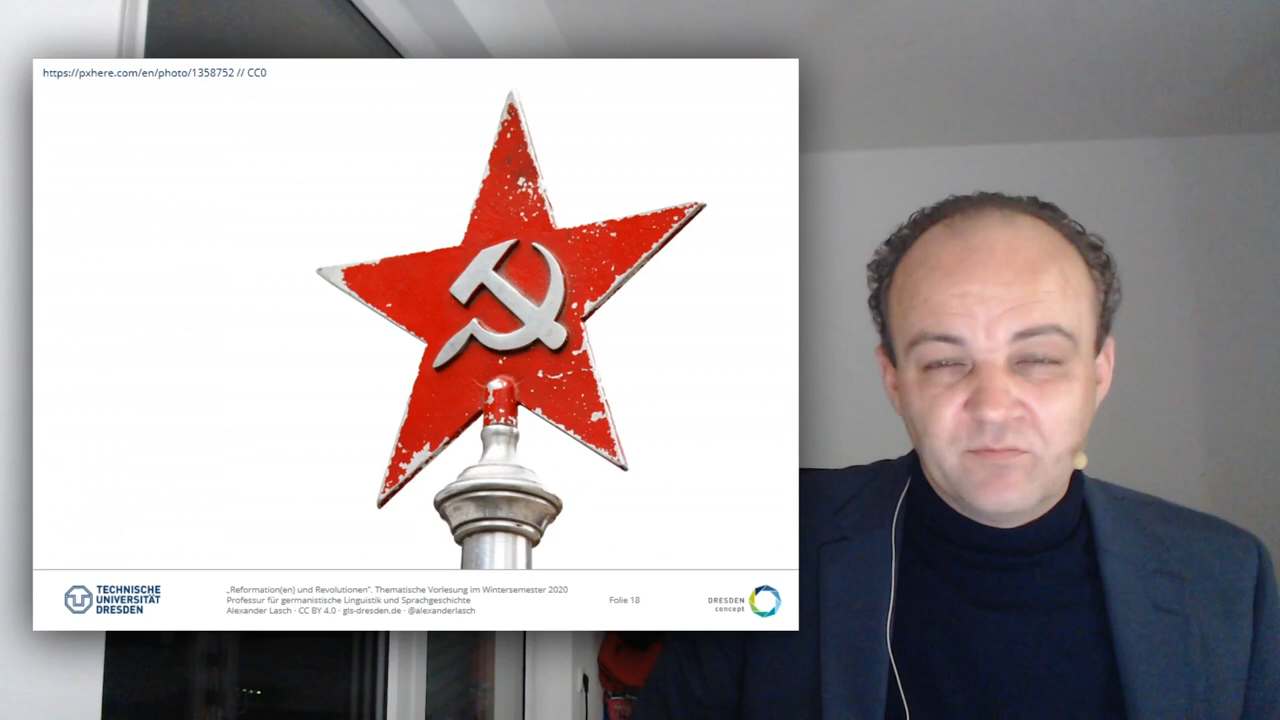 https://pxhere.com/en/photo/1358752 // CC0
TECHNISCHE
UNIVERSITÄT
DRESDEN
„Reformation(en) und Revolutionen“. Thematische Vorlesung im Wintersemester 2020
Professur für germanistische Linguistik und Sprachgeschichte
Alexander Lasch · CC BY 4.0 · gls-dresden.de · @alexanderlasch
Folie 18
DRESDEN
concept